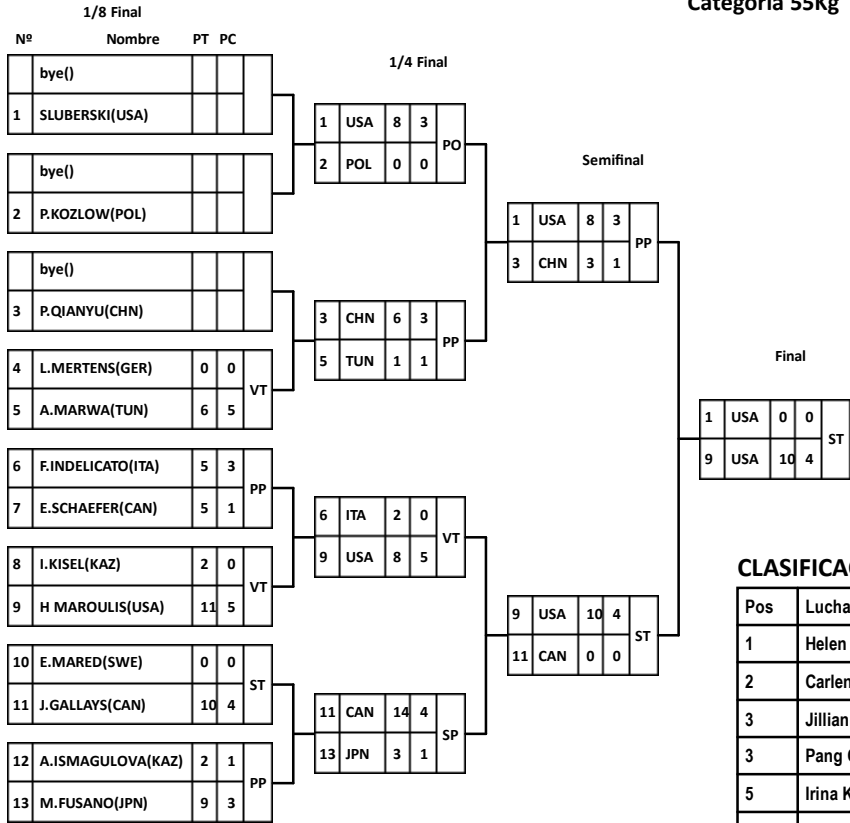 Categoría 55Kg
1/8 Final
Nº Nombre PT PC
bye()
1 SLUBERSKI(USA)
bye()
2 P.KOZLOW(POL)
bye()
3 P.QIANYU(CHN)
4 L.MERTENS(GER) 0 0
VT
5 A.MARWA(TUN) 6 5
6 F.INDELICATO(ITA) 5 3
PP
7 E.SCHAEFER(CAN) 5 1
8 I.KISEL(KAZ) 2 0
VT
9 H MAROULIS(USA) 11 5
10 E.MARED(SWE) 0 0
ST
11 J.GALLAYS(CAN) 10 4
12 A.ISMAGULOVA(KAZ) 2 1
PP
13 M.FUSANO(JPN) 9 3
1/4 Final
1 USA 8 3
PO
2 POL 0 0
3 CHN 6 3
PP
5 TUN 1 1
6 ITA 2 0
VT
9 USA 8 5
11 CAN 14 4
SP
13 JPN 3 1
Semifinal
1 USA 8 3
PP
3 CHN 3 1
9 USA 10 4
ST
11 CAN 0 0
Final
1 USA 0 0
ST
9 USA 10 4
CLASIFICA
Pos Lucha
1 Helen
2 Carlen
3 Jillian
3 Pang
5 Irina K